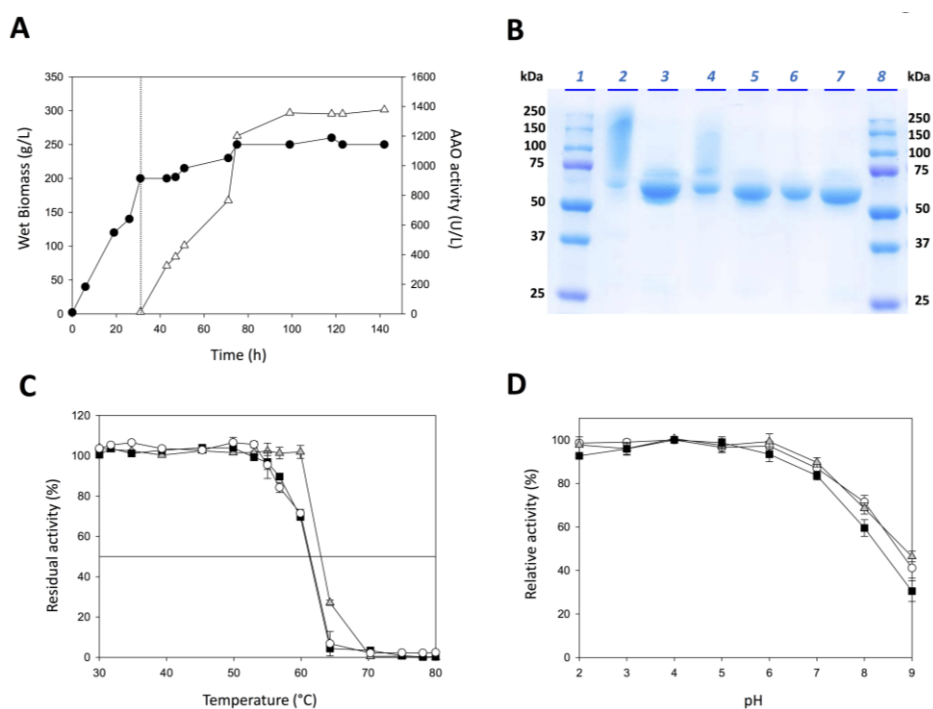 A
350
300
250
200
150
100
50
0
Wet Biomass (g/L)
1600
1400
1200
1000
800
600
400
200
0
AAO activity (U/L)
0 20 40 60 80 100 120 140
Time (h)
B
kDa 1 2 3 4 5 6 7 8 kDa
250
150
100
75
50
37
25
250
150
100
75
50
37
25
C
120
100
80
60
40
20
0
Residual activity (%)
30 40 50 60 70 80
Temperature (°C)
D
100
80
60
40
20
0
Relative activity (%)
2 3 4 5 6 7 8 9
pH